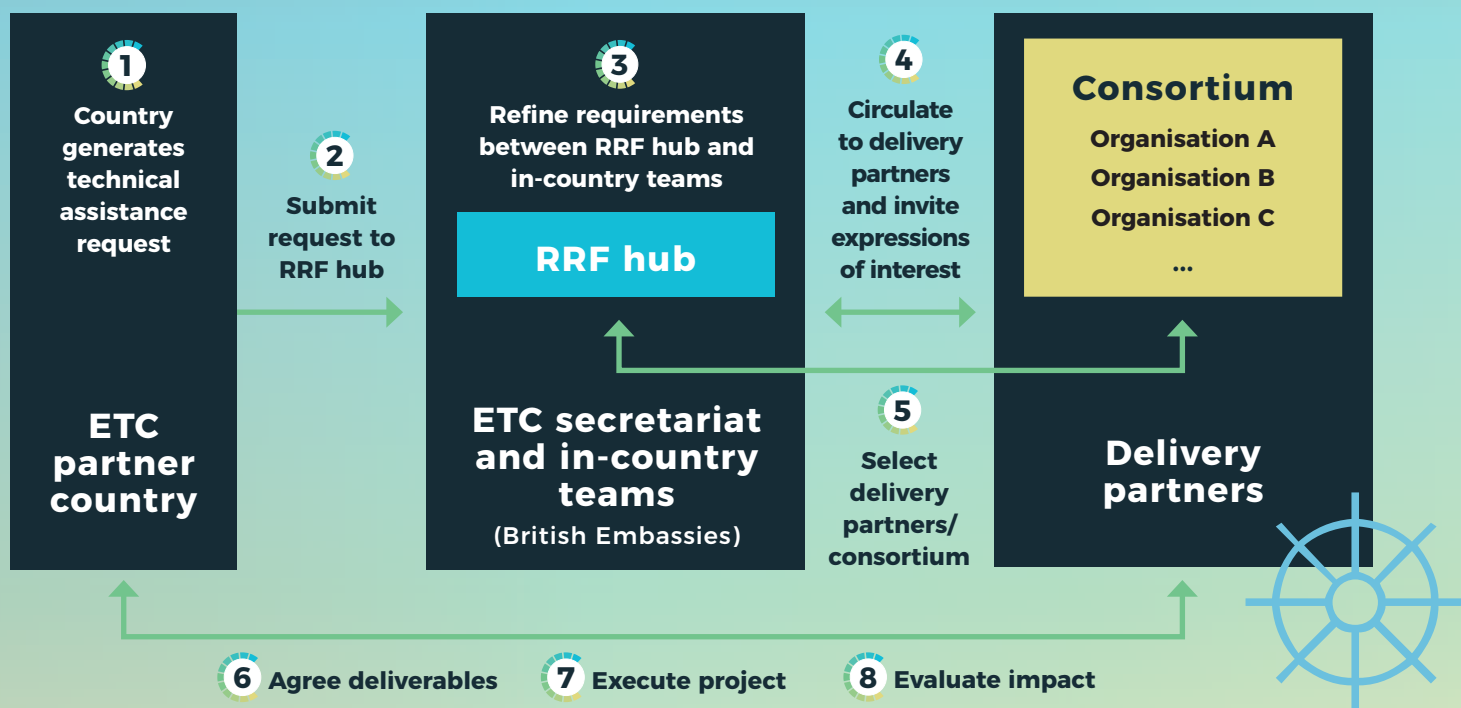 1
Country
generates
technical
assistance
request
ETC
partner
country
2
Submit
request to
RRF hub
3
Refine requirements
between RRF hub and
in-country teams
RRF hub
ETC secretariat
and in-country
teams
(British Embassies)
4
Circulate
to delivery
partners
and invite
expressions
of interest
5
Select
delivery
partners/
consortium
Consortium
Organisation A
Organisation B
Organisation C
...
Delivery
partners
6 Agree deliverables
7 Execute project
8 Evaluate impact